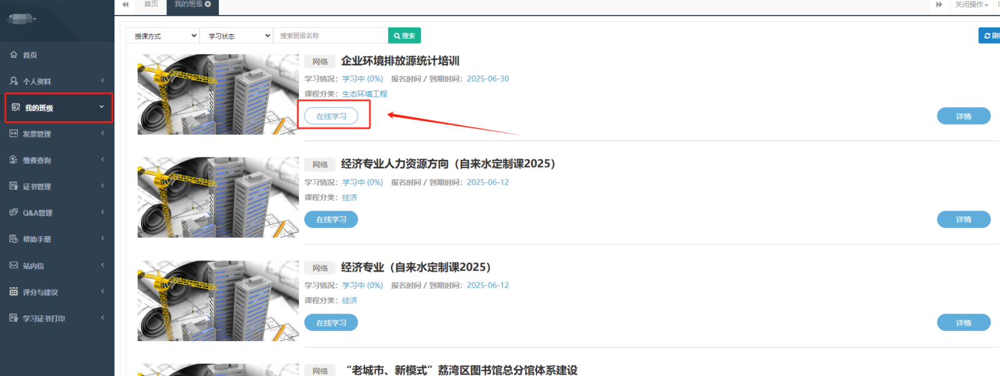 首页
我的班级
关闭操作
首页
个人资料
我的班级
发票管理
缴费查询
证书管理
Q&A管理
帮助手册
站内信
评分与建议
学习证书打印
授课方式
学习状态
搜索班级名称
搜索
网络 企业环境排放源统计培训
学习情况：学习中 (0%) 报名时间 / 到期时间：2025-06-30
课程分类：生态环境工程
在线学习
详情
网络 经济专业人力资源方向（自来水定制课2025）
学习情况：学习中 (0%) 报名时间 / 到期时间：2025-06-12
课程分类：经济
在线学习
详情
网络 经济专业（自来水定制课2025）
学习情况：学习中 (0%) 报名时间 / 到期时间：2025-06-12
课程分类：经济
在线学习
详情
网络 “老城市、新模式”荔湾区图书馆总分馆体系建设